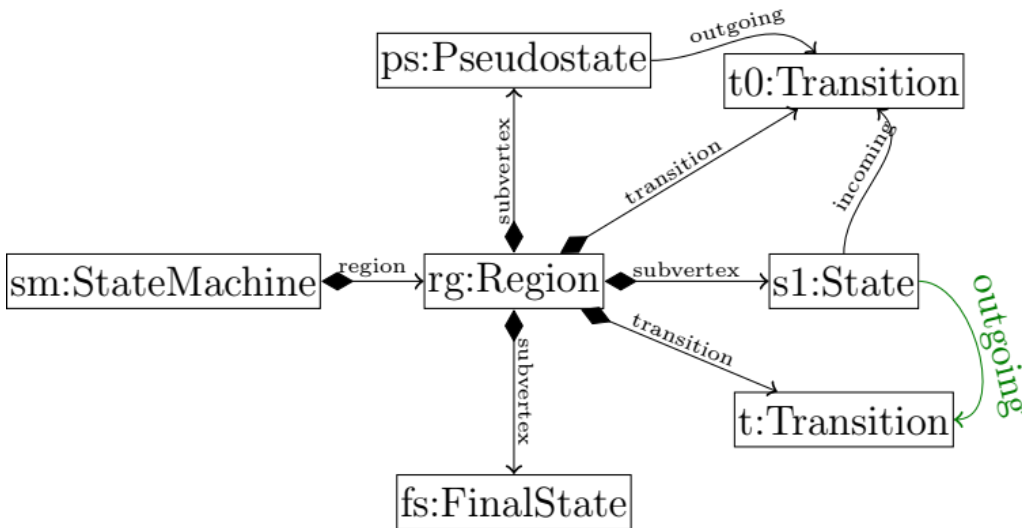 outgoing
ps:Pseudostate
t0:Transition
subvertex
transition
incoming
sm:StateMachine
region
rg:Region
subvertex
s1:State
outgoing
transition
subvertex
t:Transition
fs:FinalState